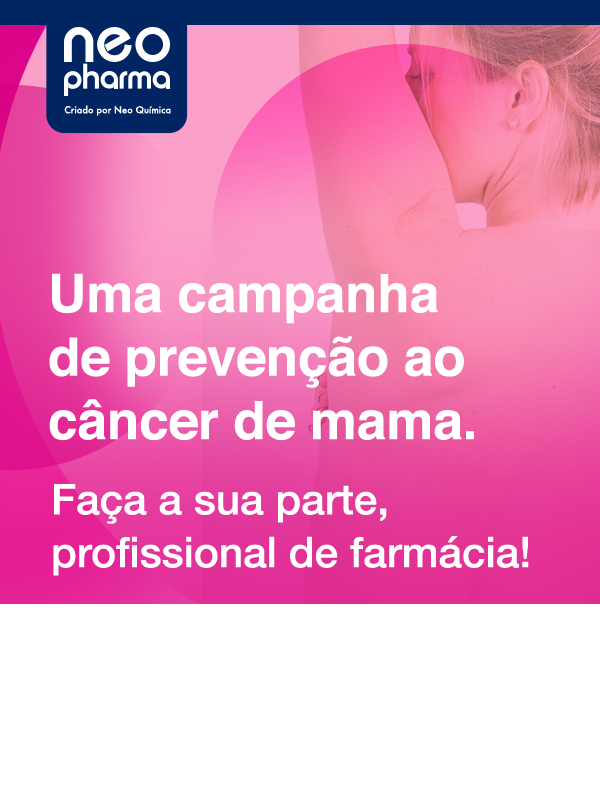 neo
pharma
Criado por Neo Química
Uma campanha
de prevenção ao
câncer de mama.
Faça a sua parte,
profissional de farmácia!